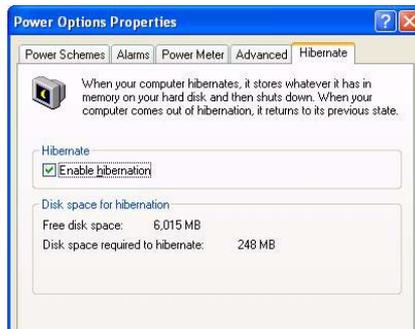 Power Options Properties
Power Schemes Alarms Power Meter Advanced Hibernate
When your computer hibernates, it stores whatever it has in
memory on your hard disk and then shuts down. When your
computer comes out of hibernation, it returns to its previous state.
Hibernate
Enable hibernation
Disk space for hibernation
Free disk space: 6,015 MB
Disk space required to hibernate: 248 MB